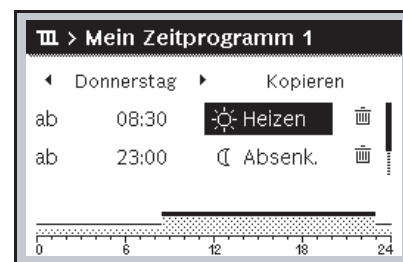 > Mein Zeitprogramm 1
Donnerstag Kopieren
ab 08:30 Heizen
ab 23:00 Absenk.
0 6 12 18 24